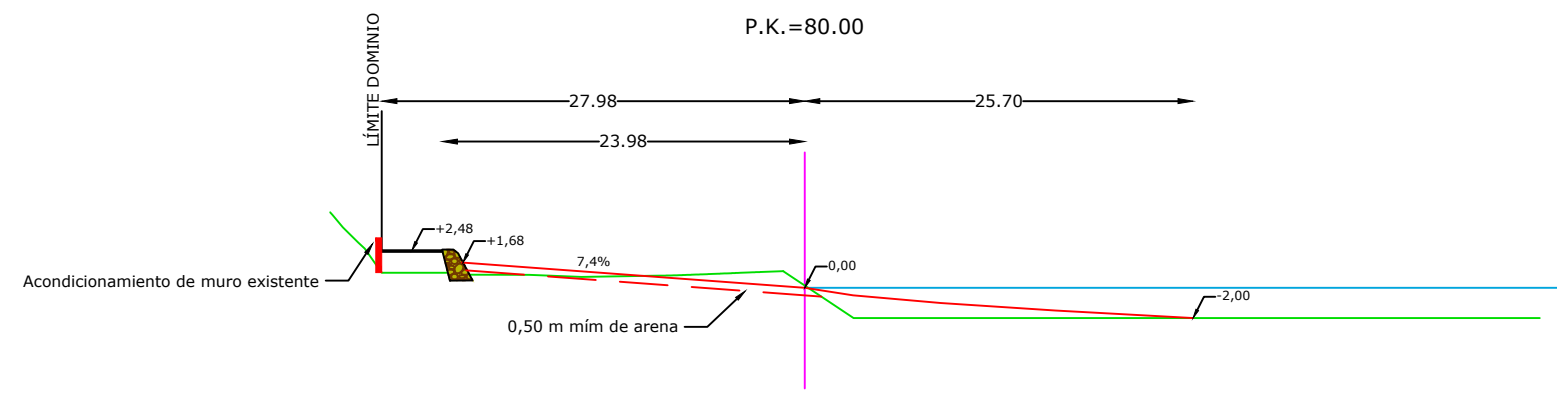 P.K.=80.00
LÍMITE DOMINIO
27.98
25.70
23.98
+2,48
+1,68
7,4%
0,00
-2,00
Acondicionamiento de muro existente
0,50 m mím de arena